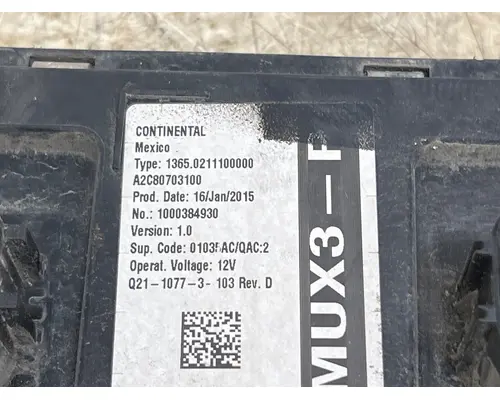 CONTINENTAL
Mexico
Type: 1365.0211100000
A2C80703100
Prod. Date: 16/Jan/2015
No.: 1000384930
Version: 1.0
Sup. Code: 0103FAC/QAC:2
Operat. Voltage: 12V
Q21-1077-3- 103 Rev. D
MUX3-P